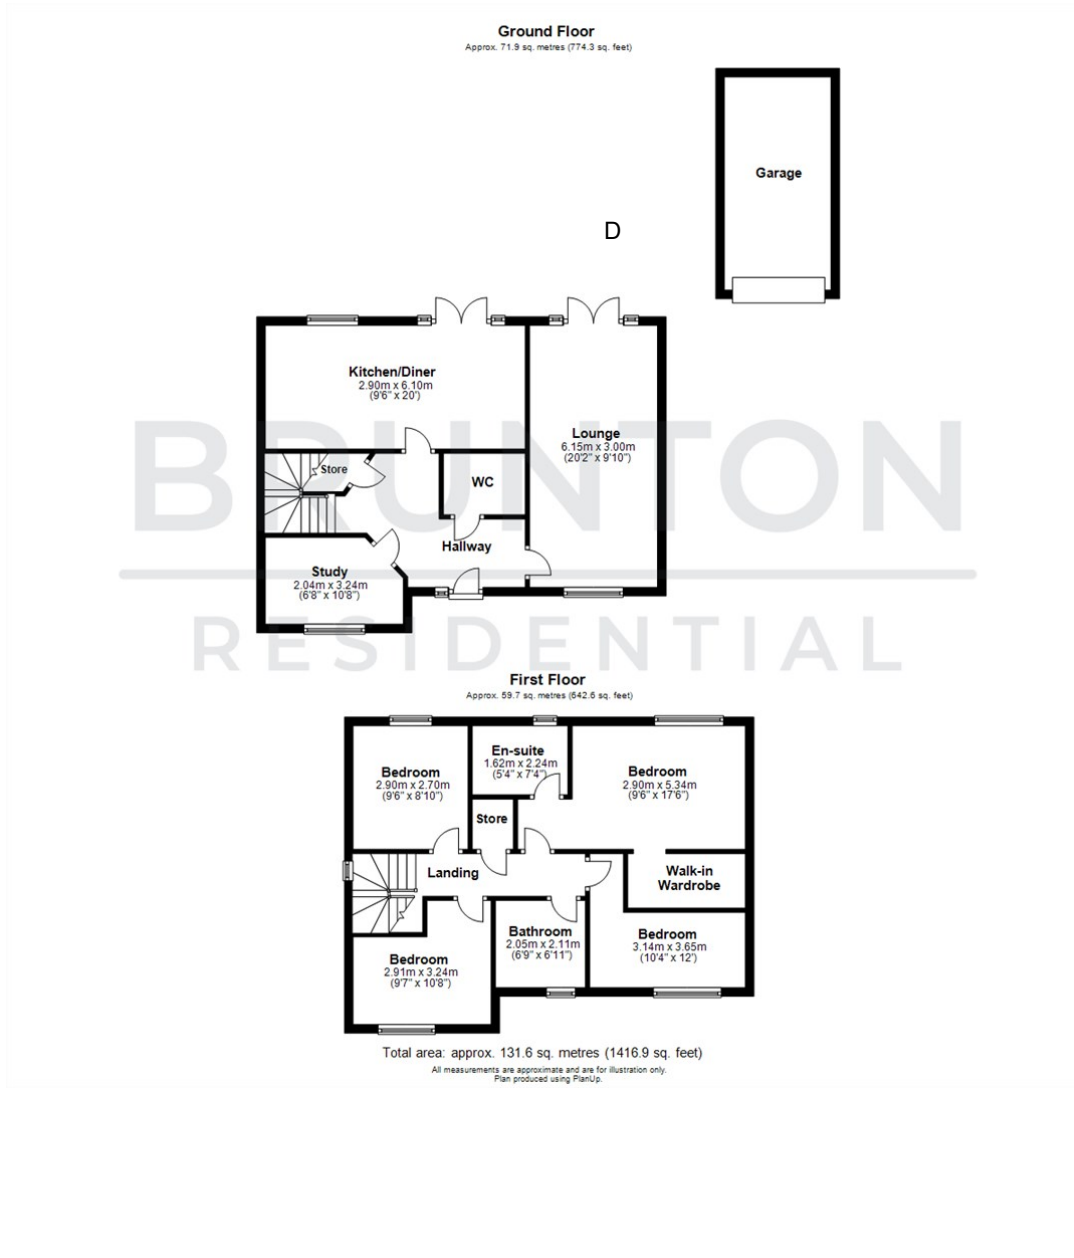 Ground Floor
Approx. 71.9 sq. metres (774.3 sq. feet)
Garage
D
Kitchen/Diner
2.90m x 6.10m
(9'6" x 20')
Lounge
6.15m x 3.00m
(20'2" x 9'10")
BRUNTON
Store
WC
Hallway
Study
2.04m x 3.24m
(6'8" x 10'8")
RESIDENTIAL
First Floor
Approx. 59.7 sq. metres (642.6 sq. feet)
En-suite
1.62m x 2.24m
(5'4" x 7'4")
Bedroom
2.90m x 2.70m
(9'6" x 8'10")
Bedroom
2.90m x 5.34m
(9'6" x 17'6")
Store
Landing
Walk-in
Wardrobe
Bathroom
2.05m x 2.11m
(6'9" x 6'11")
Bedroom
3.14m x 3.65m
(10'4" x 12')
Bedroom
2.91m x 3.24m
(9'7" x 10'8")
Total area: approx. 131.6 sq. metres (1416.9 sq. feet)
All measurements are approximate and are for illustration only.
Plan produced using PlanUp.